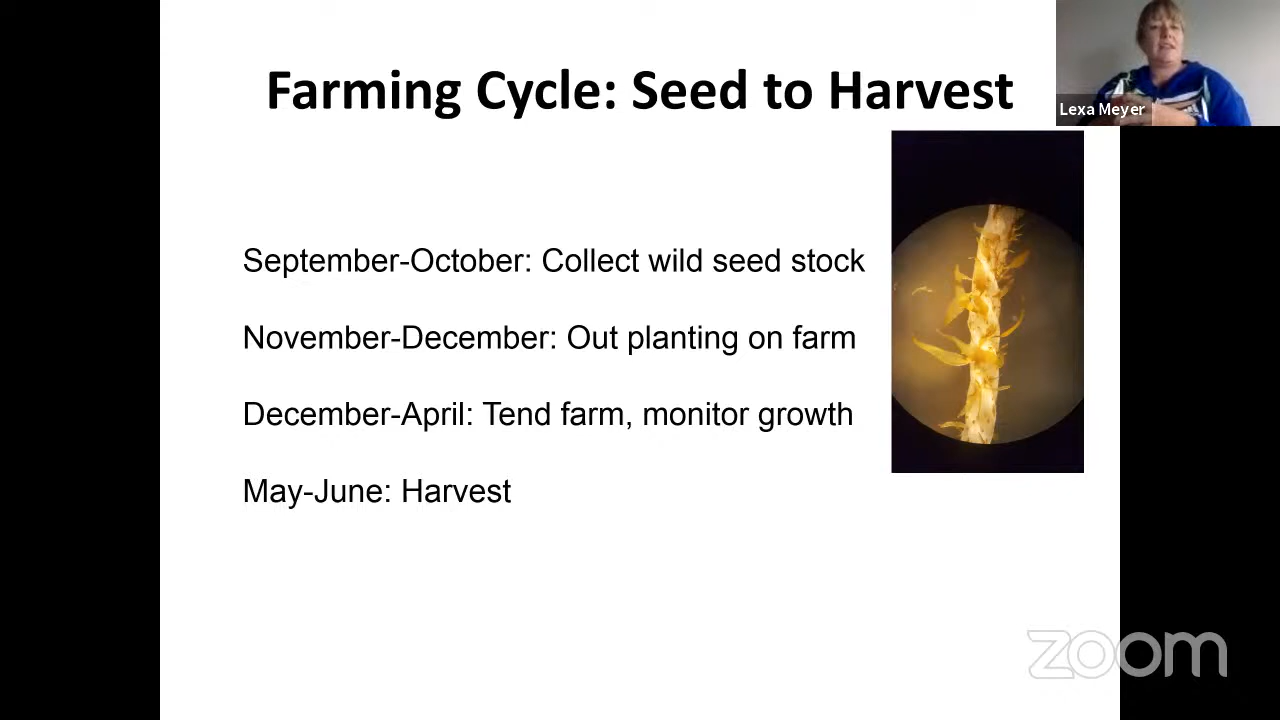 Farming Cycle: Seed to Harvest
Lexa Meyer
September-October: Collect wild seed stock
November-December: Out planting on farm
December-April: Tend farm, monitor growth
May-June: Harvest
zoom